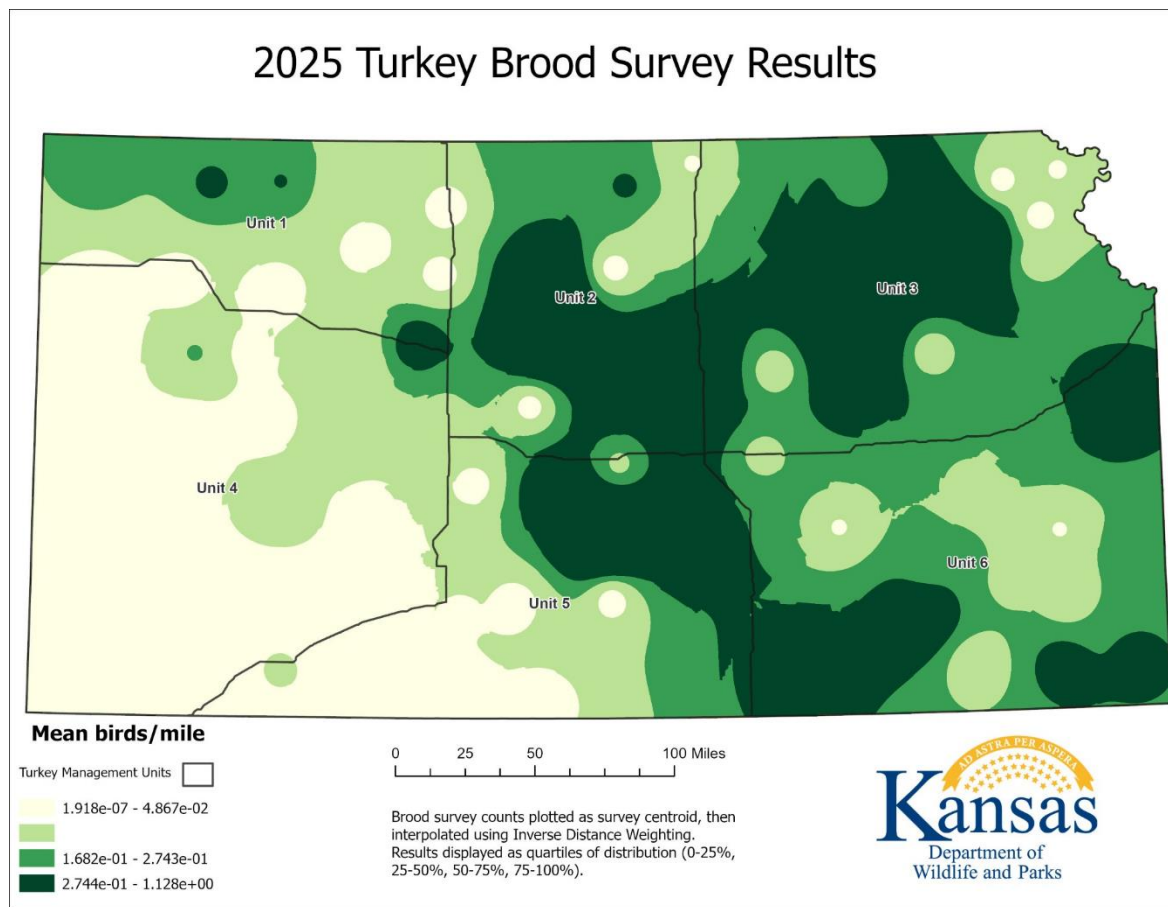 2025 Turkey Brood Survey Results
Unit 1
Unit 2
Unit 3
Unit 4
Unit 5
Unit 6
Mean birds/mile
Turkey Management Units
1.918e-07 - 4.867e-02
1.682e-01 - 2.743e-01
2.744e-01 - 1.128e+00
0 25 50 100 Miles
Brood survey counts plotted as survey centroid, then
interpolated using Inverse Distance Weighting.
Results displayed as quartiles of distribution (0-25%,
25-50%, 50-75%, 75-100%).
AD ASTRA PER ASPERA
Kansas
Department of
Wildlife and Parks